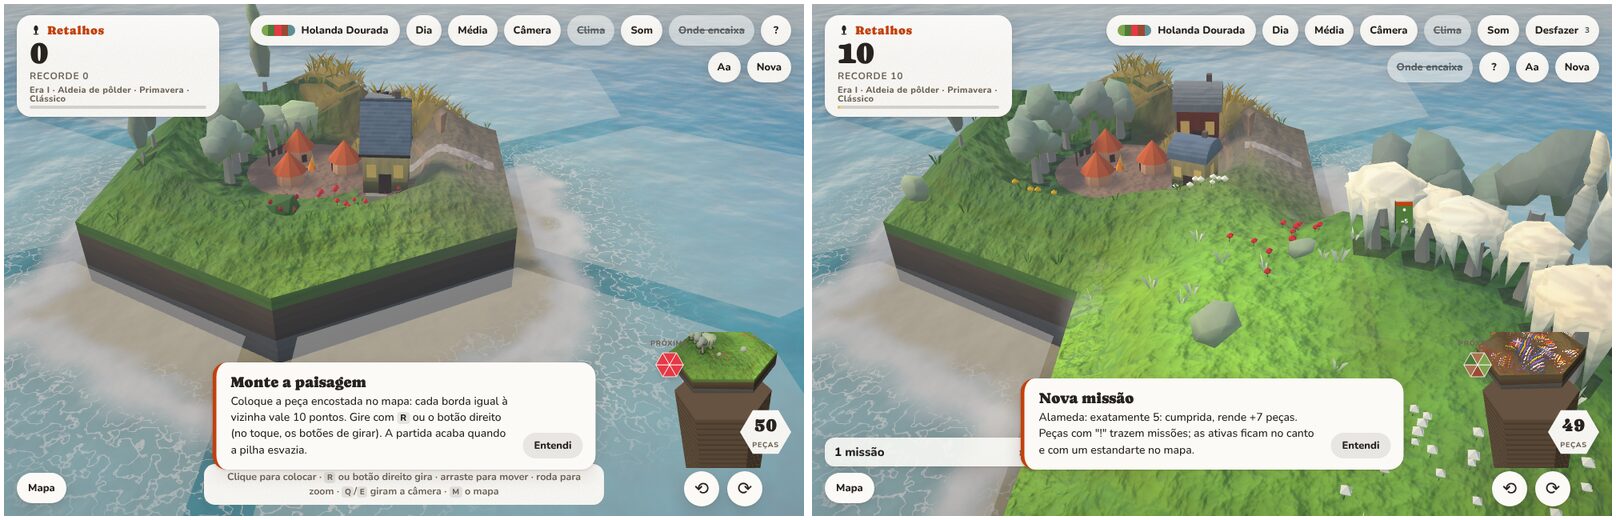 Retalhos
0
RECORDE 0
Era I · Aldeia de pôlder · Primavera ·
Clássico
Holanda Dourada
Dia
Média
Câmera
Clima
Som
Onde encaixa
?
Aa
Nova
Monte a paisagem
Coloque a peça encostada no mapa: cada borda igual à
vizinha vale 10 pontos. Gire com R ou o botão direito
(no toque, os botões de girar). A partida acaba quando
a pilha esvazia.
Entendi
50
PEÇAS
Mapa
Clique para colocar · R ou botão direito gira · arraste para mover · roda para
zoom · Q / E giram a câmera · M o mapa
Retalhos
10
RECORDE 10
Era I · Aldeia de pôlder · Primavera ·
Clássico
Holanda Dourada
Dia
Média
Câmera
Clima
Som
Desfazer 3
Onde encaixa
?
Aa
Nova
+5
Nova missão
Alameda: exatamente 5: cumprida, rende +7 peças.
Peças com "!" trazem missões; as ativas ficam no canto
e com um estandarte no mapa.
Entendi
1 missão
49
PEÇAS
Mapa